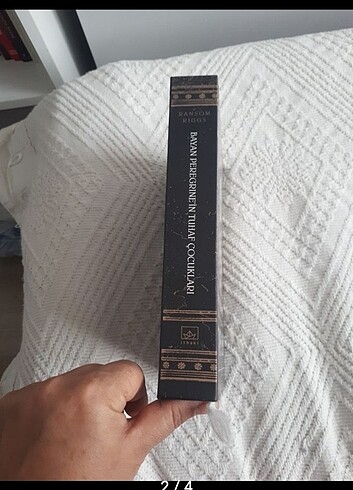 RANSOM
RIGGS
BAYAN PEREGRINE'IN TUHAF ÇOCUKLARI
İTHAKİ
2 / 4